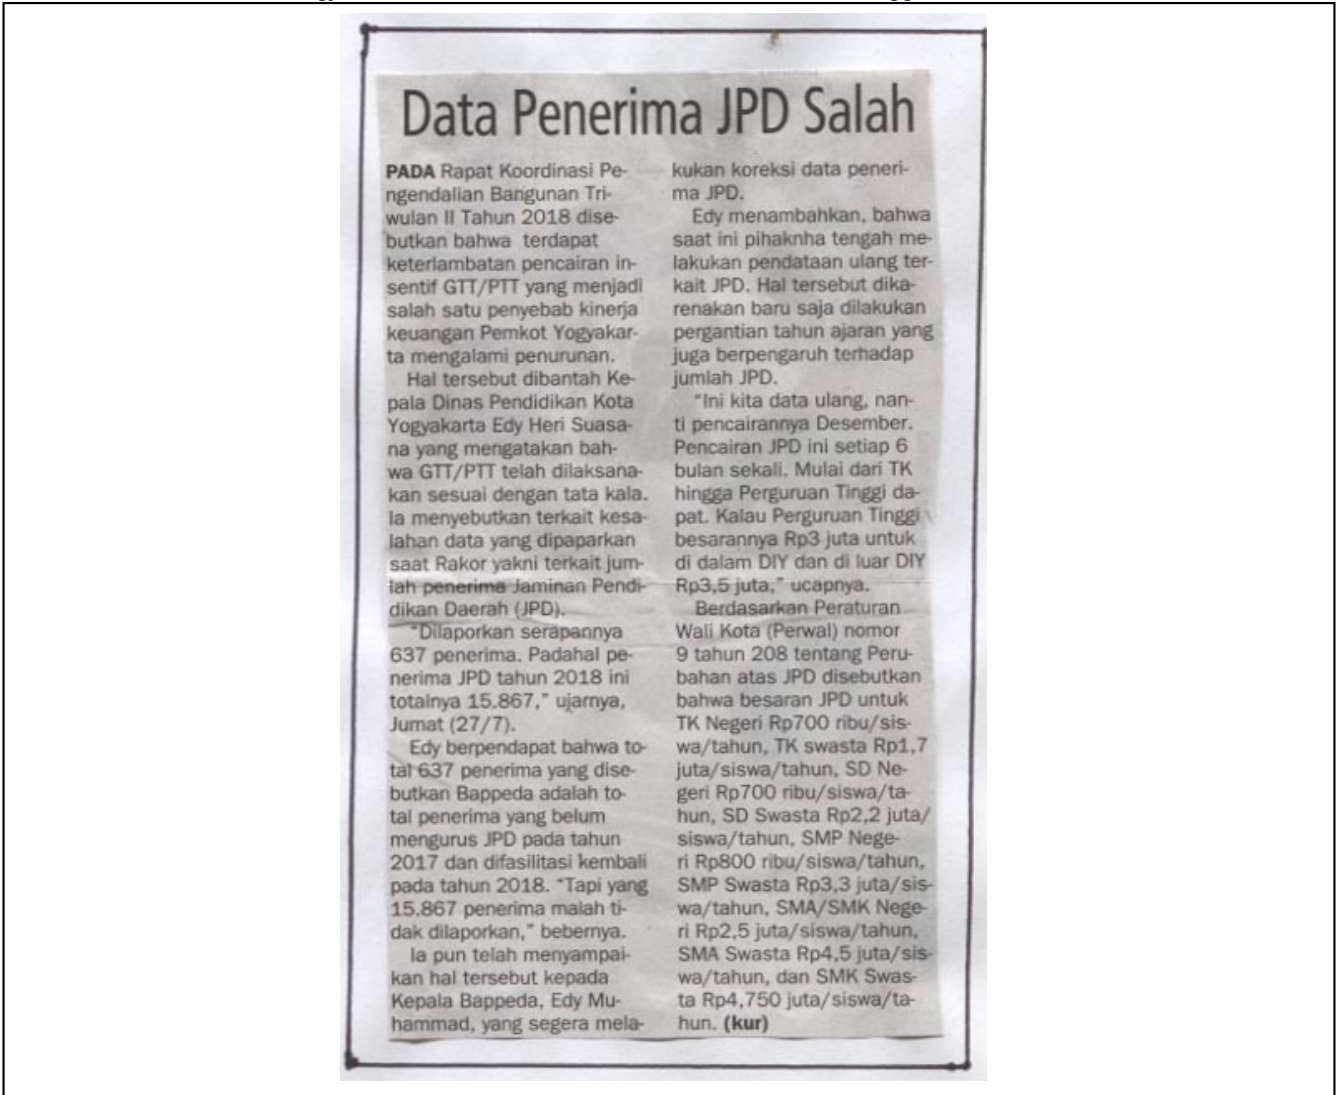 Data Penerima JPD Salah
PADA Rapat Koordinasi Pe-
ngendalian Bangunan Tri-
wulan II Tahun 2018 dise-
butkan bahwa terdapat
keterlambatan pencairan in-
sentif GTT/PTT yang menjadi
salah satu penyebab kinerja
keuangan Pemkot Yogyakar-
ta mengalami penurunan.
Hal tersebut dibantah Ke-
pala Dinas Pendidikan Kota
Yogyakarta Edy Heri Suasa-
na yang mengatakan bah-
wa GTT/PTT telah dilaksana-
kan sesuai dengan tata kala.
Ia menyebutkan terkait kesa-
lahan data yang dipaparkan
saat Rakor yakni terkait jum-
lah penerima Jaminan Pendi-
dikan Daerah (JPD).
"Dilaporkan serapannya
637 penerima. Padahal pe-
nerima JPD tahun 2018 ini
totalnya 15.867," ujarnya,
Jumat (27/7).
Edy berpendapat bahwa to-
tal 637 penerima yang dise-
butkan Bappeda adalah to-
tal penerima yang belum
mengurus JPD pada tahun
2017 dan difasilitasi kembali
pada tahun 2018. "Tapi yang
15.867 penerima malah ti-
dak dilaporkan," bebernya.
Ia pun telah menyampai-
kan hal tersebut kepada
Kepala Bappeda, Edy Mu-
hammad, yang segera mela-
kukan koreksi data peneri-
ma JPD.
Edy menambahkan, bahwa
saat ini pihaknha tengah me-
lakukan pendataan ulang ter-
kait JPD. Hal tersebut dika-
renakan baru saja dilakukan
pergantian tahun ajaran yang
juga berpengaruh terhadap
jumlah JPD.
"Ini kita data ulang, nan-
ti pencairannya Desember.
Pencairan JPD ini setiap 6
bulan sekali. Mulai dari TK
hingga Perguruan Tinggi da-
pat. Kalau Perguruan Tinggi
besarannya Rp3 juta untuk
di dalam DIY dan di luar DIY
Rp3,5 juta," ucapnya.
Berdasarkan Peraturan
Wali Kota (Perwal) nomor
9 tahun 208 tentang Peru-
bahan atas JPD disebutkan
bahwa besaran JPD untuk
TK Negeri Rp700 ribu/sis-
wa/tahun, TK swasta Rp1,7
juta/siswa/tahun, SD Ne-
geri Rp700 ribu/siswa/ta-
hun, SD Swasta Rp2,2 juta/
siswa/tahun, SMP Nege-
ri Rp800 ribu/siswa/tahun,
SMP Swasta Rp3,3 juta/sis-
wa/tahun, SMA/SMK Nege-
ri Rp2,5 juta/siswa/tahun,
SMA Swasta Rp4,5 juta/sis-
wa/tahun, dan SMK Swas-
ta Rp4,750 juta/siswa/ta-
hun. (kur)